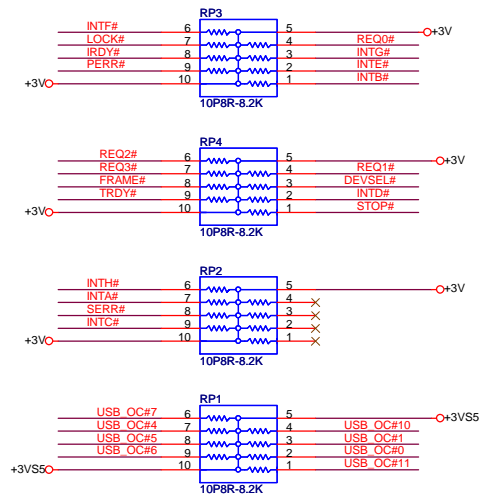 RP3
INTF# 6 5 +3V
LOCK# 7 4 REQ0#
IRDY# 8 3 INTG#
PERR# 9 2 INTE#
+3V 10 1 INTB#
10P8R-8.2K
RP4
REQ2# 6 5 +3V
REQ3# 7 4 REQ1#
FRAME# 8 3 DEVSEL#
TRDY# 9 2 INTD#
+3V 10 1 STOP#
10P8R-8.2K
RP2
INTH# 6 5 +3V
INTA# 7 4
SERR# 8 3
INTC# 9 2
+3V 10 1
10P8R-8.2K
RP1
USB_OC#7 6 5 +3VS5
USB_OC#4 7 4 USB_OC#10
USB_OC#5 8 3 USB_OC#1
USB_OC#6 9 2 USB_OC#0
+3VS5 10 1 USB_OC#11
10P8R-8.2K